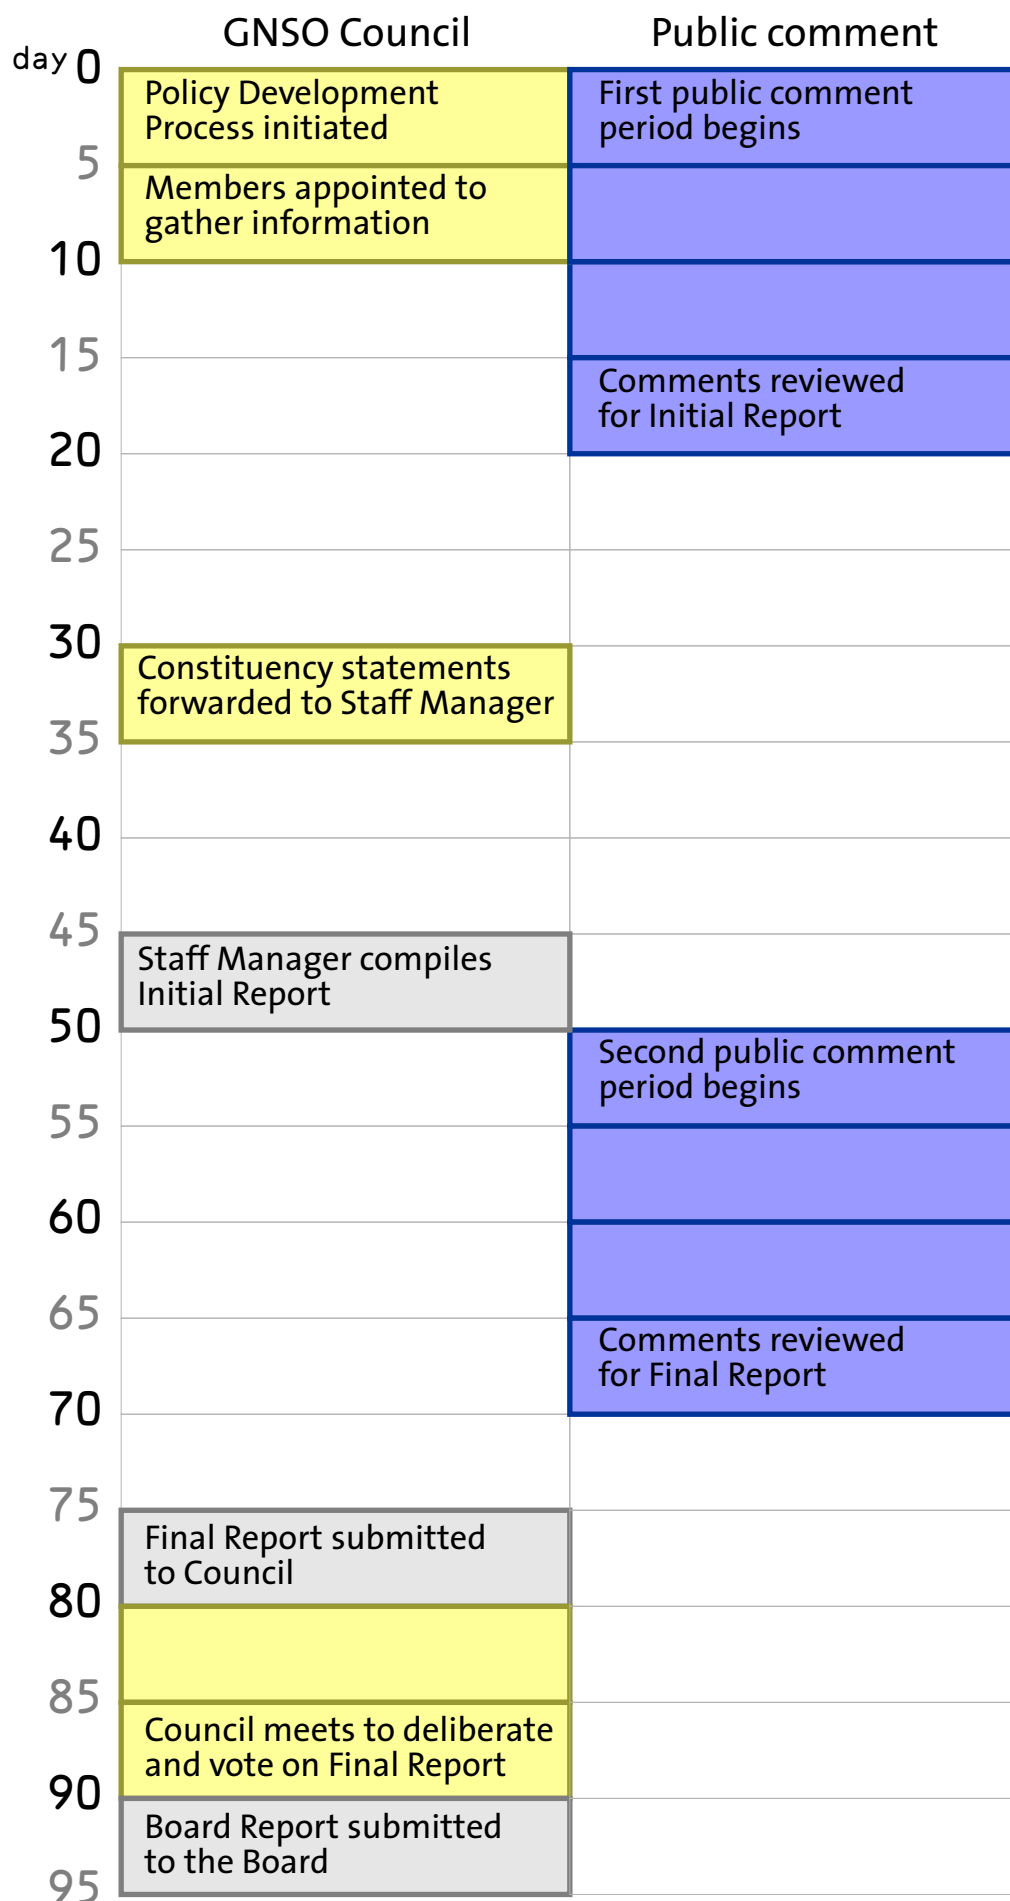 GNSO Council Public comment
day 0
Policy Development
Process initiated
First public comment
period begins
5
Members appointed to
gather information
10
15
Comments reviewed
for Initial Report
20
25
30
Constituency statements
forwarded to Staff Manager
35
40
45
Staff Manager compiles
Initial Report
50
Second public comment
period begins
55
60
65
Comments reviewed
for Final Report
70
75
Final Report submitted
to Council
80
85
Council meets to deliberate
and vote on Final Report
90
Board Report submitted
to the Board
95